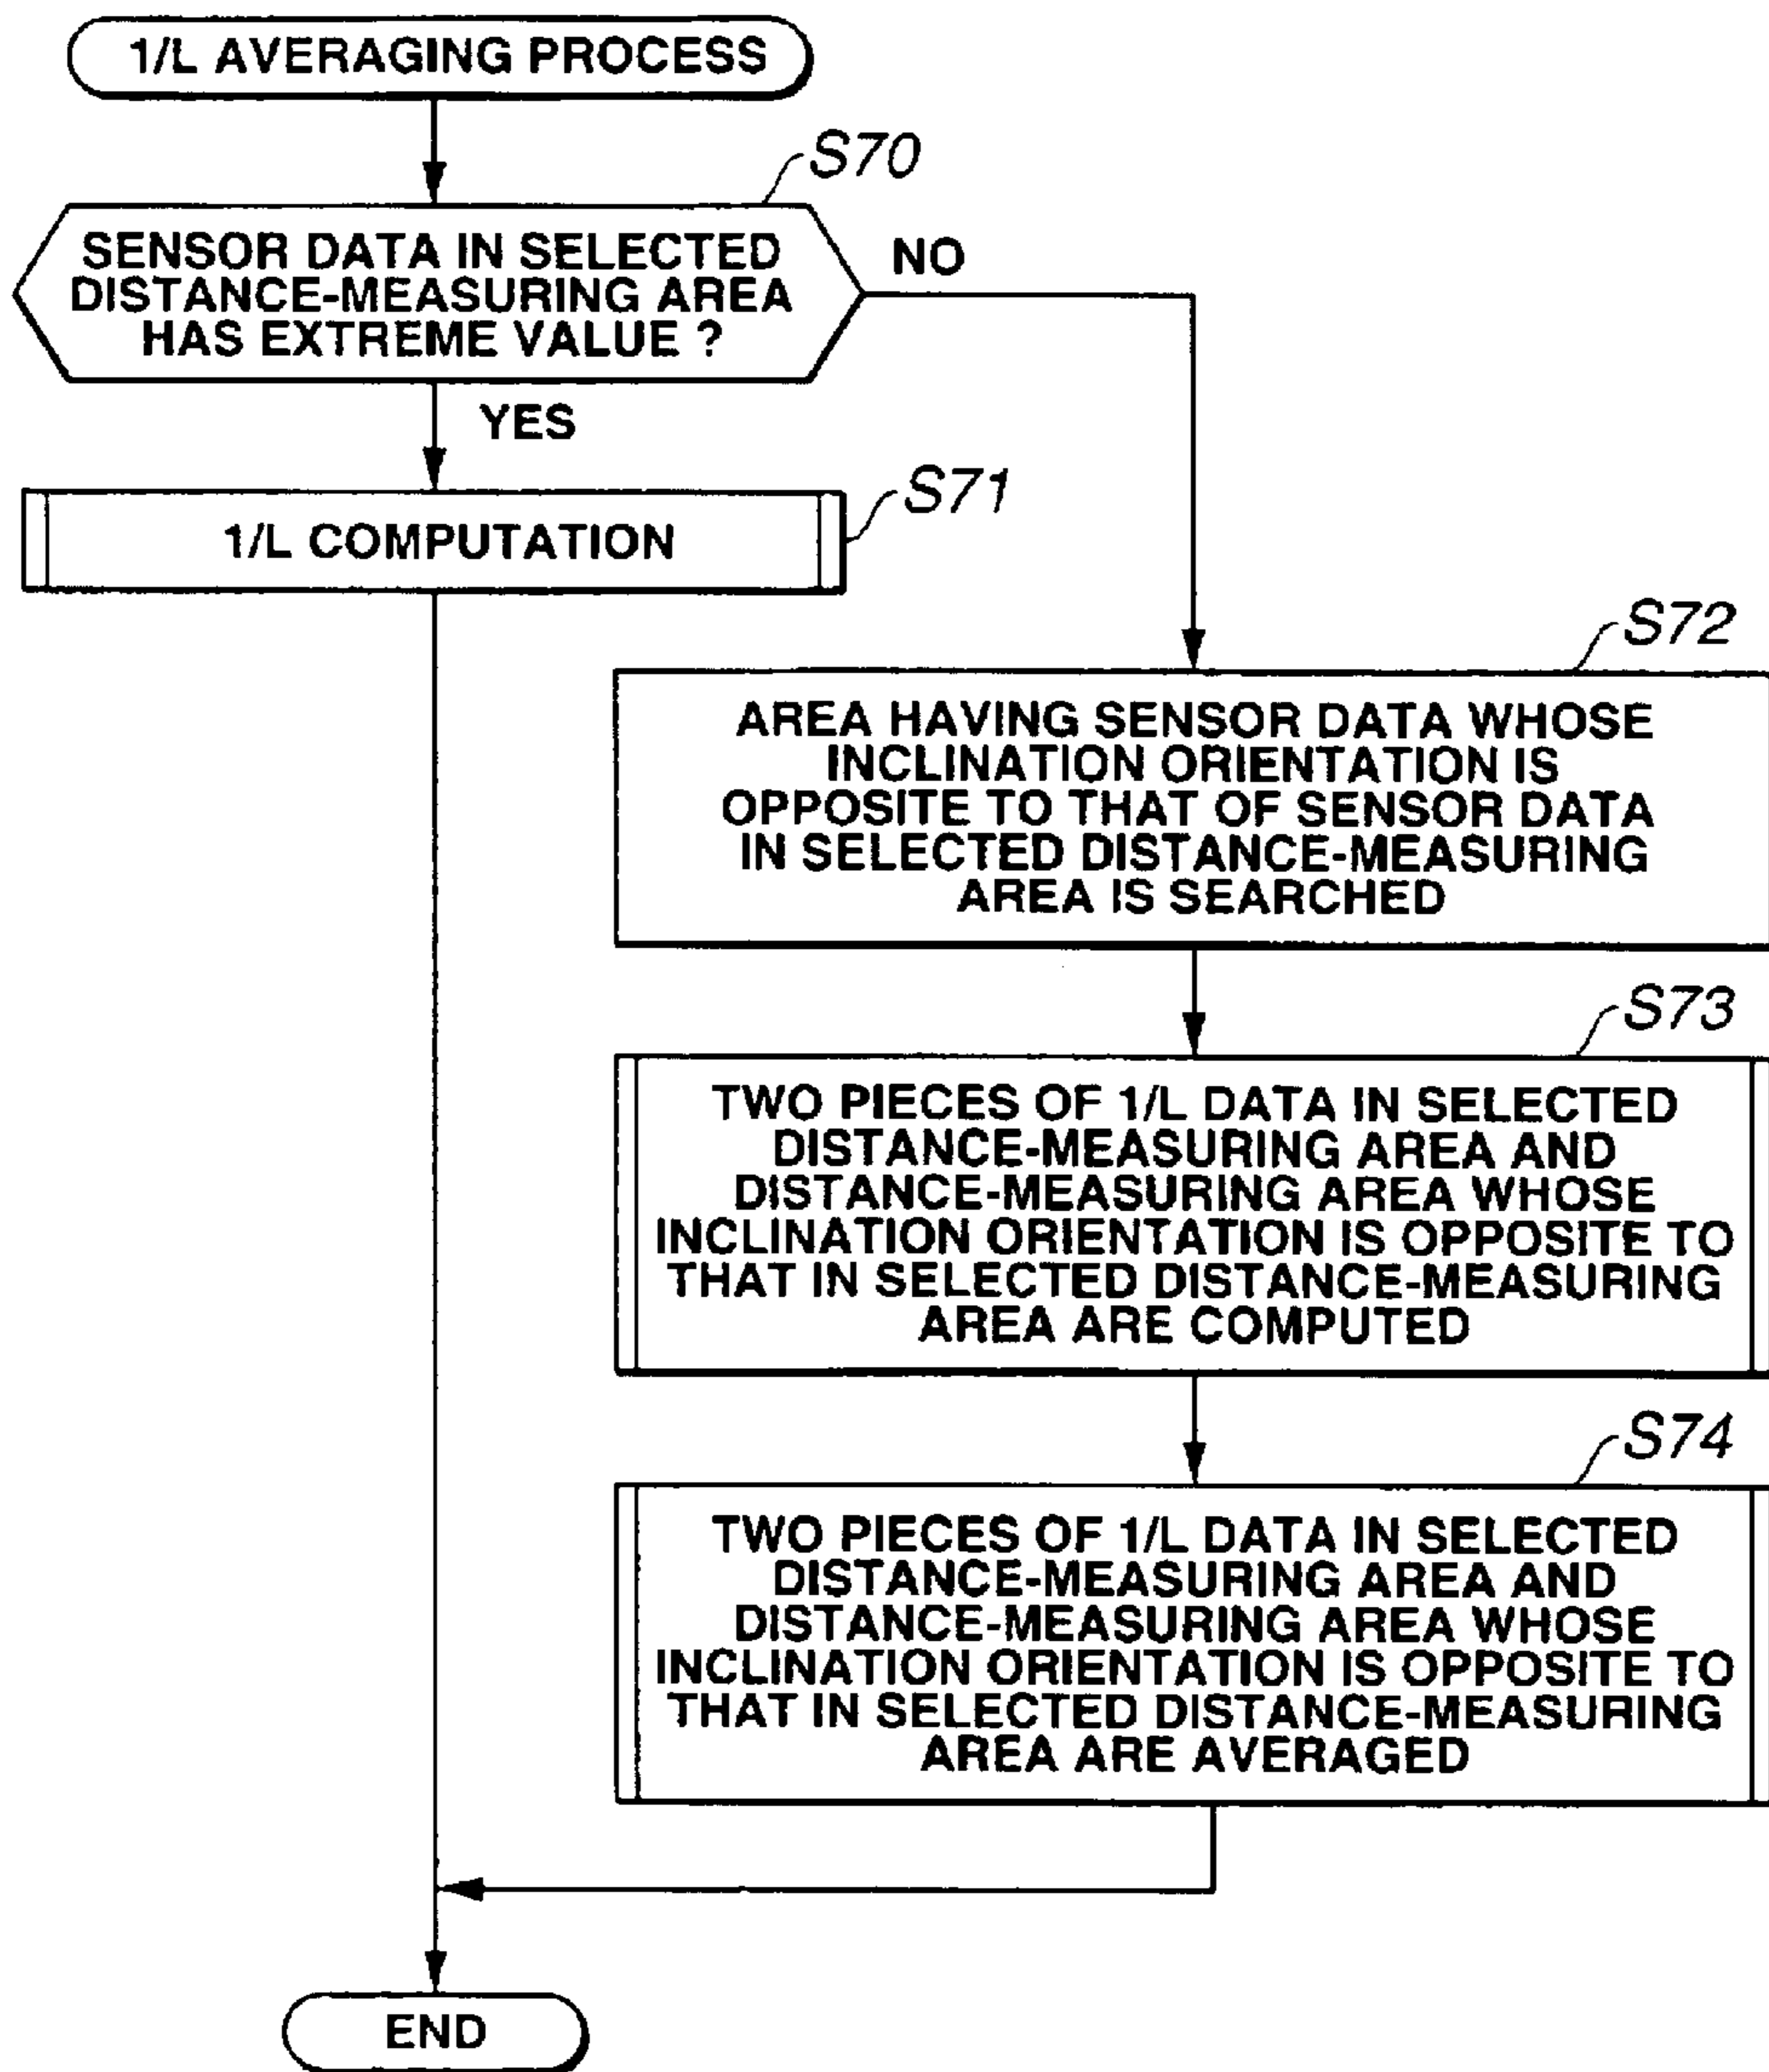 1/L AVERAGING PROCESS
S70
SENSOR DATA IN SELECTED
DISTANCE-MEASURING AREA
HAS EXTREME VALUE ?
NO
YES
S71
1/L COMPUTATION
S72
AREA HAVING SENSOR DATA WHOSE
INCLINATION ORIENTATION IS
OPPOSITE TO THAT OF SENSOR DATA
IN SELECTED DISTANCE-MEASURING
AREA IS SEARCHED
S73
TWO PIECES OF 1/L DATA IN SELECTED
DISTANCE-MEASURING AREA AND
DISTANCE-MEASURING AREA WHOSE
INCLINATION ORIENTATION IS OPPOSITE TO
THAT IN SELECTED DISTANCE-MEASURING
AREA ARE COMPUTED
S74
TWO PIECES OF 1/L DATA IN SELECTED
DISTANCE-MEASURING AREA AND
DISTANCE-MEASURING AREA WHOSE
INCLINATION ORIENTATION IS OPPOSITE TO
THAT IN SELECTED DISTANCE-MEASURING
AREA ARE AVERAGED
END